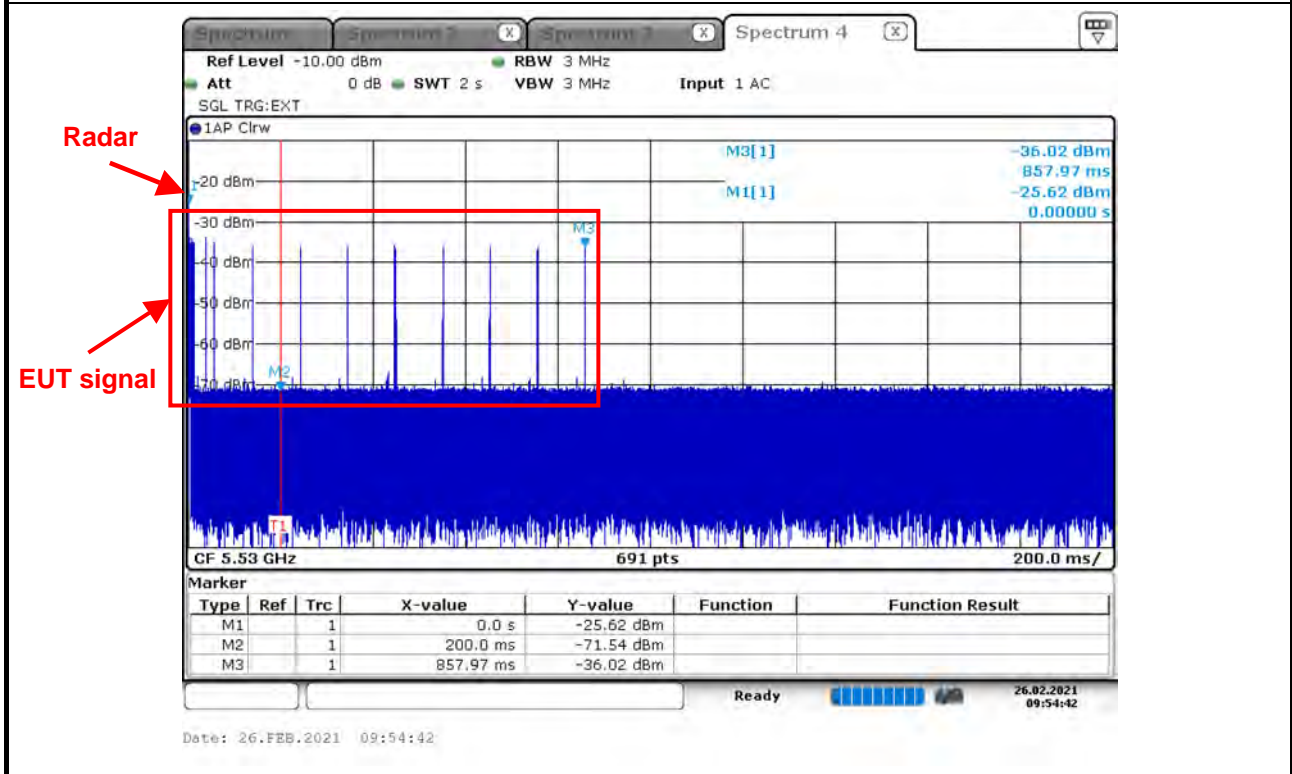 Spectrum Spectrum 2 X Spectrum 3 X Spectrum 4 X
Ref Level -10.00 dBm RBW 3 MHz
Att 0 dB SWT 2 s VBW 3 MHz Input 1 AC
SGL TRG:EXT
1AP Clrw
Radar
M3[1] -36.02 dBm
857.97 ms
-20 dBm
M1[1] -25.62 dBm
0.00000 s
-30 dBm
M3
-40 dBm
-50 dBm
-60 dBm
M2
-70 dBm
EUT signal
T1
CF 5.53 GHz 691 pts 200.0 ms/
Marker
Type Ref Trc X-value Y-value Function Function Result
M1 1 0.0 s -25.62 dBm
M2 1 200.0 ms -71.54 dBm
M3 1 857.97 ms -36.02 dBm
Ready 26.02.2021
09:54:42
Date: 26.FEB.2021 09:54:42